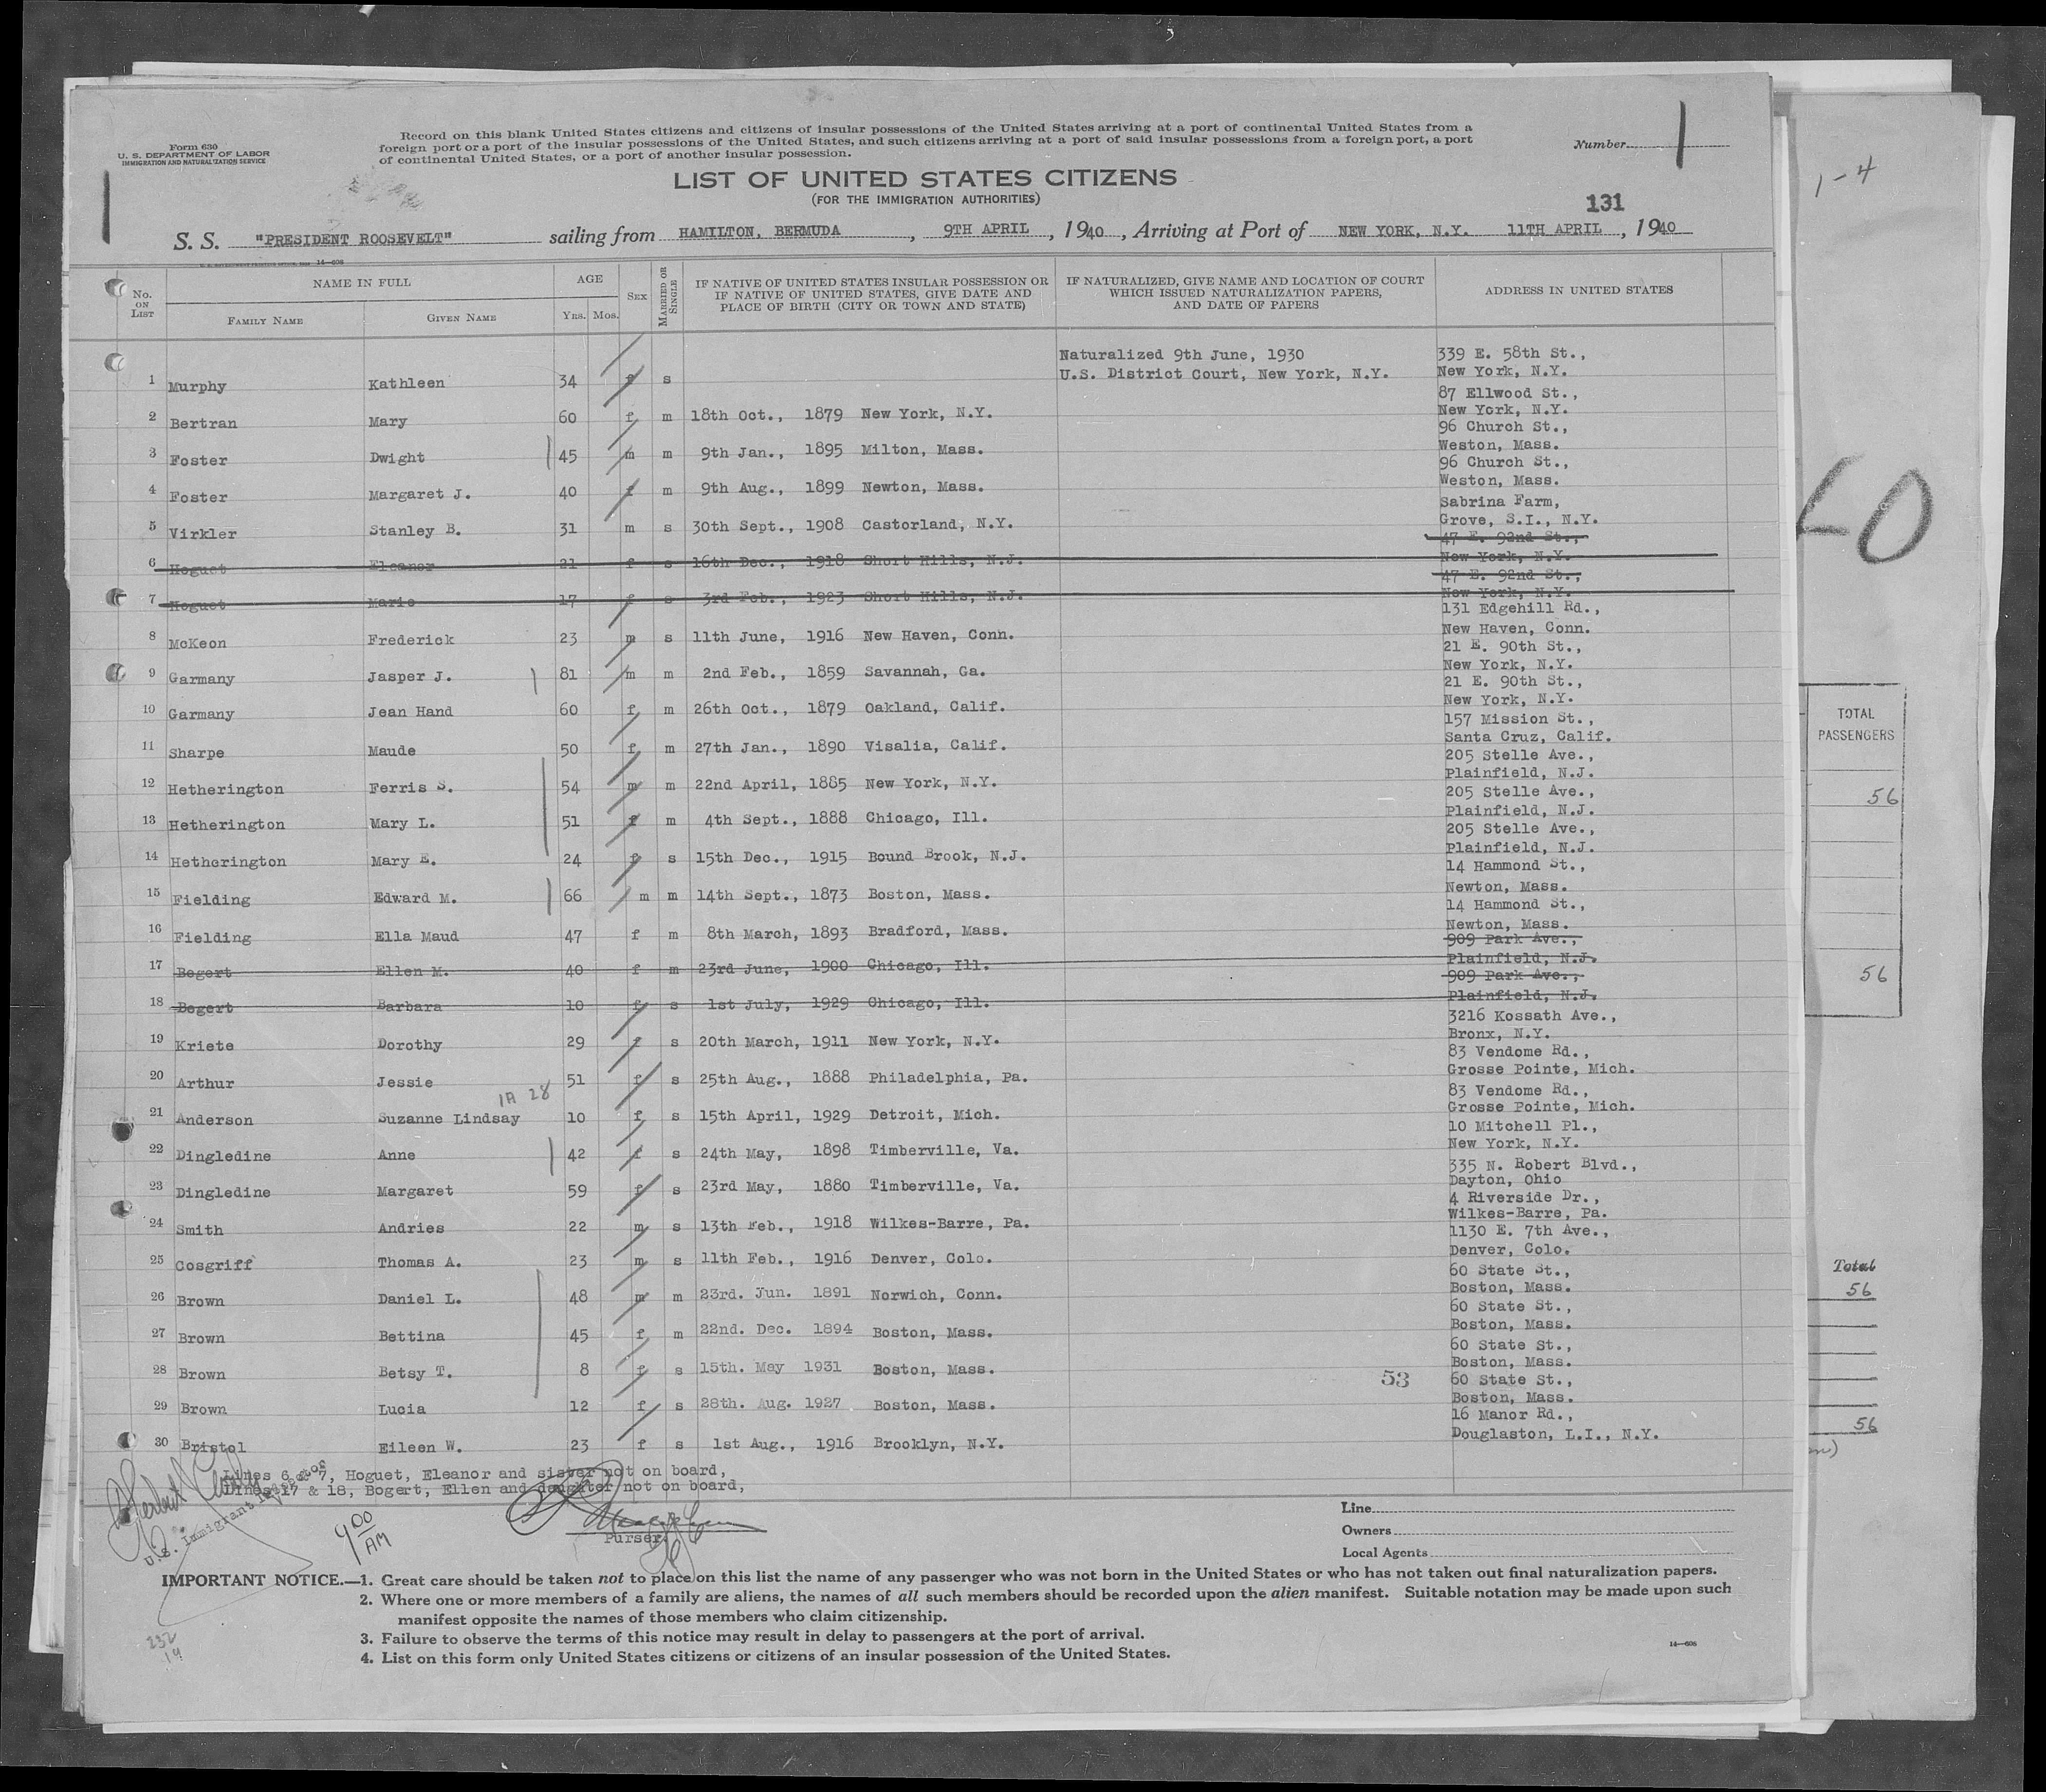 Form 630
U. S. DEPARTMENT OF LABOR
IMMIGRATION AND NATURALIZATION SERVICE
Record on this blank United States citizens and citizens of insular possessions of the United States arriving at a port of continental United States from a
foreign port or a port of the insular possessions of the United States, and such citizens arriving at a port of said insular possessions from a foreign port, a port
of continental United States, or a port of another insular possession.
Number
1-4
LIST OF UNITED STATES CITIZENS
(FOR THE IMMIGRATION AUTHORITIES)
131
S. S. "PRESIDENT ROOSEVELT" sailing from HAMILTON, BERMUDA, 9TH APRIL, 1940, Arriving at Port of NEW YORK, N.Y. 11TH APRIL, 1940
14-608
No. ON LIST
NAME IN FULL
FAMILY NAME GIVEN NAME
AGE
YRS. MOS.
SEX
MARRIED OR SINGLE
IF NATIVE OF UNITED STATES INSULAR POSSESSION OR
IF NATIVE OF UNITED STATES, GIVE DATE AND
PLACE OF BIRTH (CITY OR TOWN AND STATE)
IF NATURALIZED, GIVE NAME AND LOCATION OF COURT
WHICH ISSUED NATURALIZATION PAPERS,
AND DATE OF PAPERS
ADDRESS IN UNITED STATES
Naturalized 9th June, 1930 339 E. 58th St.,
1 Murphy Kathleen 34 f s U.S. District Court, New York, N.Y. New York, N.Y.
87 Ellwood St.,
2 Bertran Mary 60 f m 18th Oct., 1879 New York, N.Y. New York, N.Y.
96 Church St.,
3 Foster Dwight 45 m m 9th Jan., 1895 Milton, Mass. Weston, Mass.
96 Church St.,
4 Foster Margaret J. 40 f m 9th Aug., 1899 Newton, Mass. Weston, Mass.
Sabrina Farm,
5 Virkler Stanley B. 31 m s 30th Sept., 1908 Castorland, N.Y. Grove, S.I., N.Y.
47 E. 92nd St.,
6 Hoguet Eleanor 21 f s 16th Dec., 1918 Short Hills, N.J. New York, N.Y.
47 E. 92nd St.,
7 Hoguet Marie 17 f s 3rd Feb., 1923 Short Hills, N.J. New York, N.Y.
131 Edgehill Rd.,
8 McKeon Frederick 23 m s 11th June, 1916 New Haven, Conn. New Haven, Conn.
21 E. 90th St.,
9 Garmany Jasper J. 81 m m 2nd Feb., 1859 Savannah, Ga. New York, N.Y.
21 E. 90th St.,
10 Garmany Jean Hand 60 f m 26th Oct., 1879 Oakland, Calif. New York, N.Y.
157 Mission St.,
11 Sharpe Maude 50 f m 27th Jan., 1890 Visalia, Calif. Santa Cruz, Calif.
205 Stelle Ave.,
12 Hetherington Ferris S. 54 m m 22nd April, 1885 New York, N.Y. Plainfield, N.J.
205 Stelle Ave.,
13 Hetherington Mary L. 51 f m 4th Sept., 1888 Chicago, Ill. Plainfield, N.J.
205 Stelle Ave.,
14 Hetherington Mary E. 24 f s 15th Dec., 1915 Bound Brook, N.J. Plainfield, N.J.
14 Hammond St.,
15 Fielding Edward M. 66 m m 14th Sept., 1873 Boston, Mass. Newton, Mass.
14 Hammond St.,
16 Fielding Ella Maud 47 f m 8th March, 1893 Bradford, Mass. Newton, Mass.
909 Park Ave.,
17 Bogert Ellen M. 40 f m 23rd June, 1900 Chicago, Ill. Plainfield, N.J.
909 Park Ave.,
18 Bogert Barbara 10 f s 1st July, 1929 Chicago, Ill. Plainfield, N.J.
3216 Kossath Ave.,
19 Kriete Dorothy 29 f s 20th March, 1911 New York, N.Y. Bronx, N.Y.
83 Vendome Rd.,
20 Arthur Jessie 51 f s 25th Aug., 1888 Philadelphia, Pa. Grosse Pointe, Mich.
1A 28
83 Vendome Rd.,
21 Anderson Suzanne Lindsay 10 f s 15th April, 1929 Detroit, Mich. Grosse Pointe, Mich.
10 Mitchell Pl.,
22 Dingledine Anne 42 f s 24th May, 1898 Timberville, Va. New York, N.Y.
335 N. Robert Blvd.,
23 Dingledine Margaret 59 f s 23rd May, 1880 Timberville, Va. Dayton, Ohio
4 Riverside Dr.,
24 Smith Andries 22 m s 13th Feb., 1918 Wilkes-Barre, Pa. Wilkes-Barre, Pa.
1130 E. 7th Ave.,
25 Cosgriff Thomas A. 23 m s 11th Feb., 1916 Denver, Colo. Denver, Colo.
60 State St.,
26 Brown Daniel L. 48 m m 23rd. Jun. 1891 Norwich, Conn. Boston, Mass.
60 State St.,
27 Brown Bettina 45 f m 22nd. Dec. 1894 Boston, Mass. Boston, Mass.
60 State St.,
28 Brown Betsy T. 8 f s 15th. May 1931 Boston, Mass. Boston, Mass.
53 60 State St.,
29 Brown Lucia 12 f s 28th. Aug. 1927 Boston, Mass. Boston, Mass.
16 Manor Rd.,
30 Bristol Eileen W. 23 f s 1st Aug., 1916 Brooklyn, N.Y. Douglaston, L.I., N.Y.
Lines 6 & 7, Hoguet, Eleanor and sister not on board,
Lines 17 & 18, Bogert, Ellen and daughter not on board,
U.S. Immigrant Inspector
9 00 AM
Purser
Line
Owners
Local Agents
IMPORTANT NOTICE.—1. Great care should be taken not to place on this list the name of any passenger who was not born in the United States or who has not taken out final naturalization papers.
2. Where one or more members of a family are aliens, the names of all such members should be recorded upon the alien manifest. Suitable notation may be made upon such
manifest opposite the names of those members who claim citizenship.
3. Failure to observe the terms of this notice may result in delay to passengers at the port of arrival.
4. List on this form only United States citizens or citizens of an insular possession of the United States.
14-608
232
14
TOTAL
PASSENGERS
56
56
Total
56
56